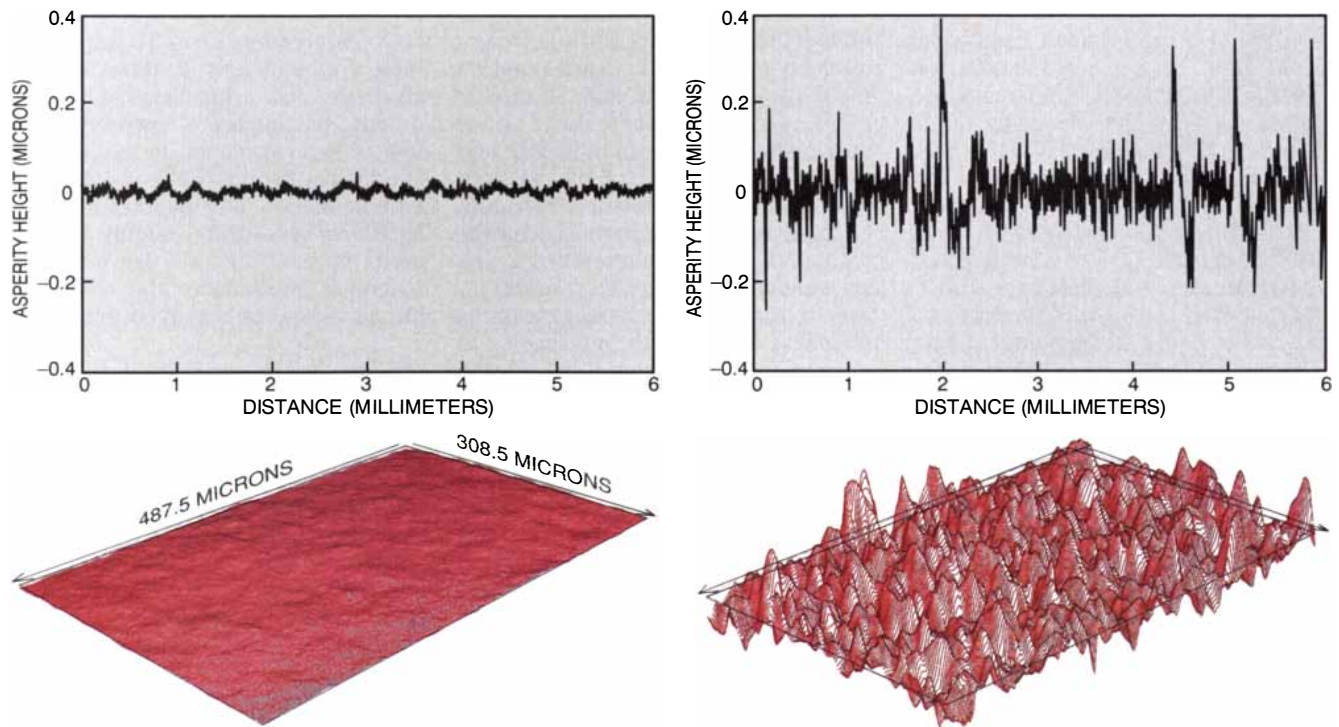 0.4
0.2
0
−0.2
−0.4
ASPERITY HEIGHT (MICRONS)
0 1 2 3 4 5 6
DISTANCE (MILLIMETERS)
0.4
0.2
0
−0.2
−0.4
ASPERITY HEIGHT (MICRONS)
0 1 2 3 4 5 6
DISTANCE (MILLIMETERS)
487.5 MICRONS
308.5 MICRONS